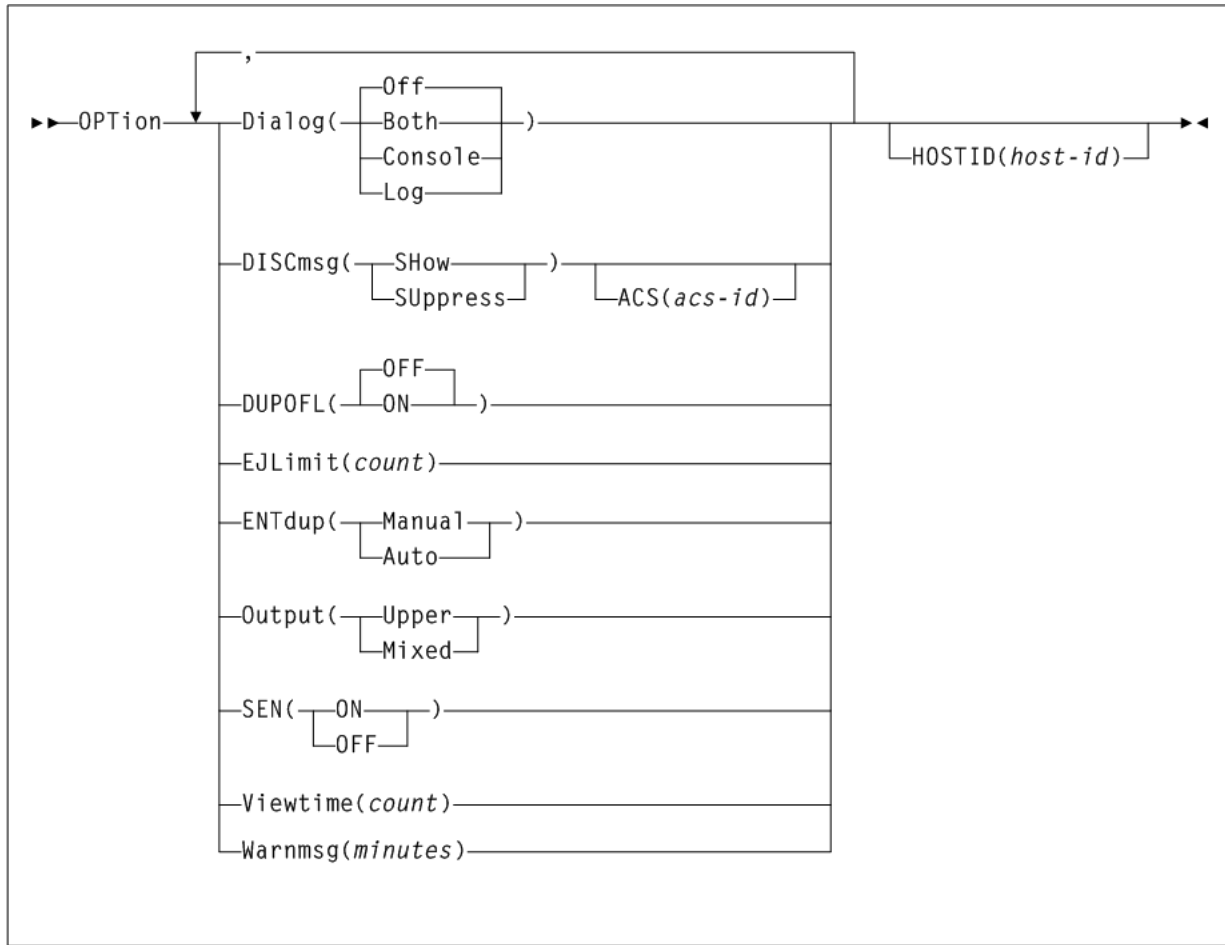 ,
Off
OPTion Dialog( Both )
Console
HOSTID(host-id)
Log
DISCmsg( SHow )
SUppress ACS(acs-id)
OFF
DUPOFL( ON )
EJLimit(count)
ENTdup( Manual )
Auto
Output( Upper )
Mixed
SEN( ON )
OFF
Viewtime(count)
Warnmsg(minutes)